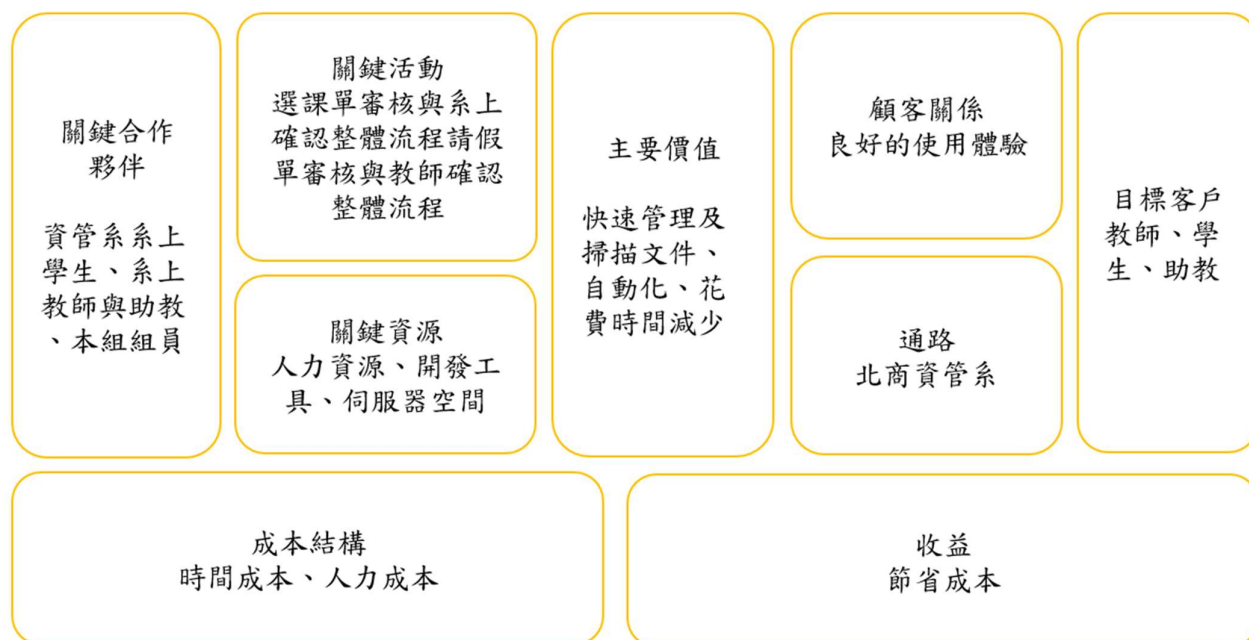 關鍵合作
夥伴
資管系系上
學生、系上
教師與助教
、本組組員
關鍵活動
選課單審核與系上
確認整體流程請假
單審核與教師確認
整體流程
關鍵資源
人力資源、開發工
具、伺服器空間
主要價值
快速管理及
掃描文件、
自動化、花
費時間減少
顧客關係
良好的使用體驗
通路
北商資管系
目標客戶
教師、學
生、助教
成本結構
時間成本、人力成本
收益
節省成本